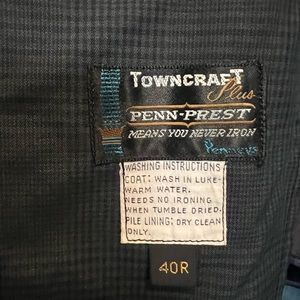 TOWNCRAFT
Plus
PENN-PREST
MEANS YOU NEVER IRON
Penneys
WASHING INSTRUCTIONS
COAT: WASH IN LUKE-
WARM WATER.
NEEDS NO IRONING
WHEN TUMBLE DRIED.
PILE LINING: DRY CLEAN
ONLY.
40R